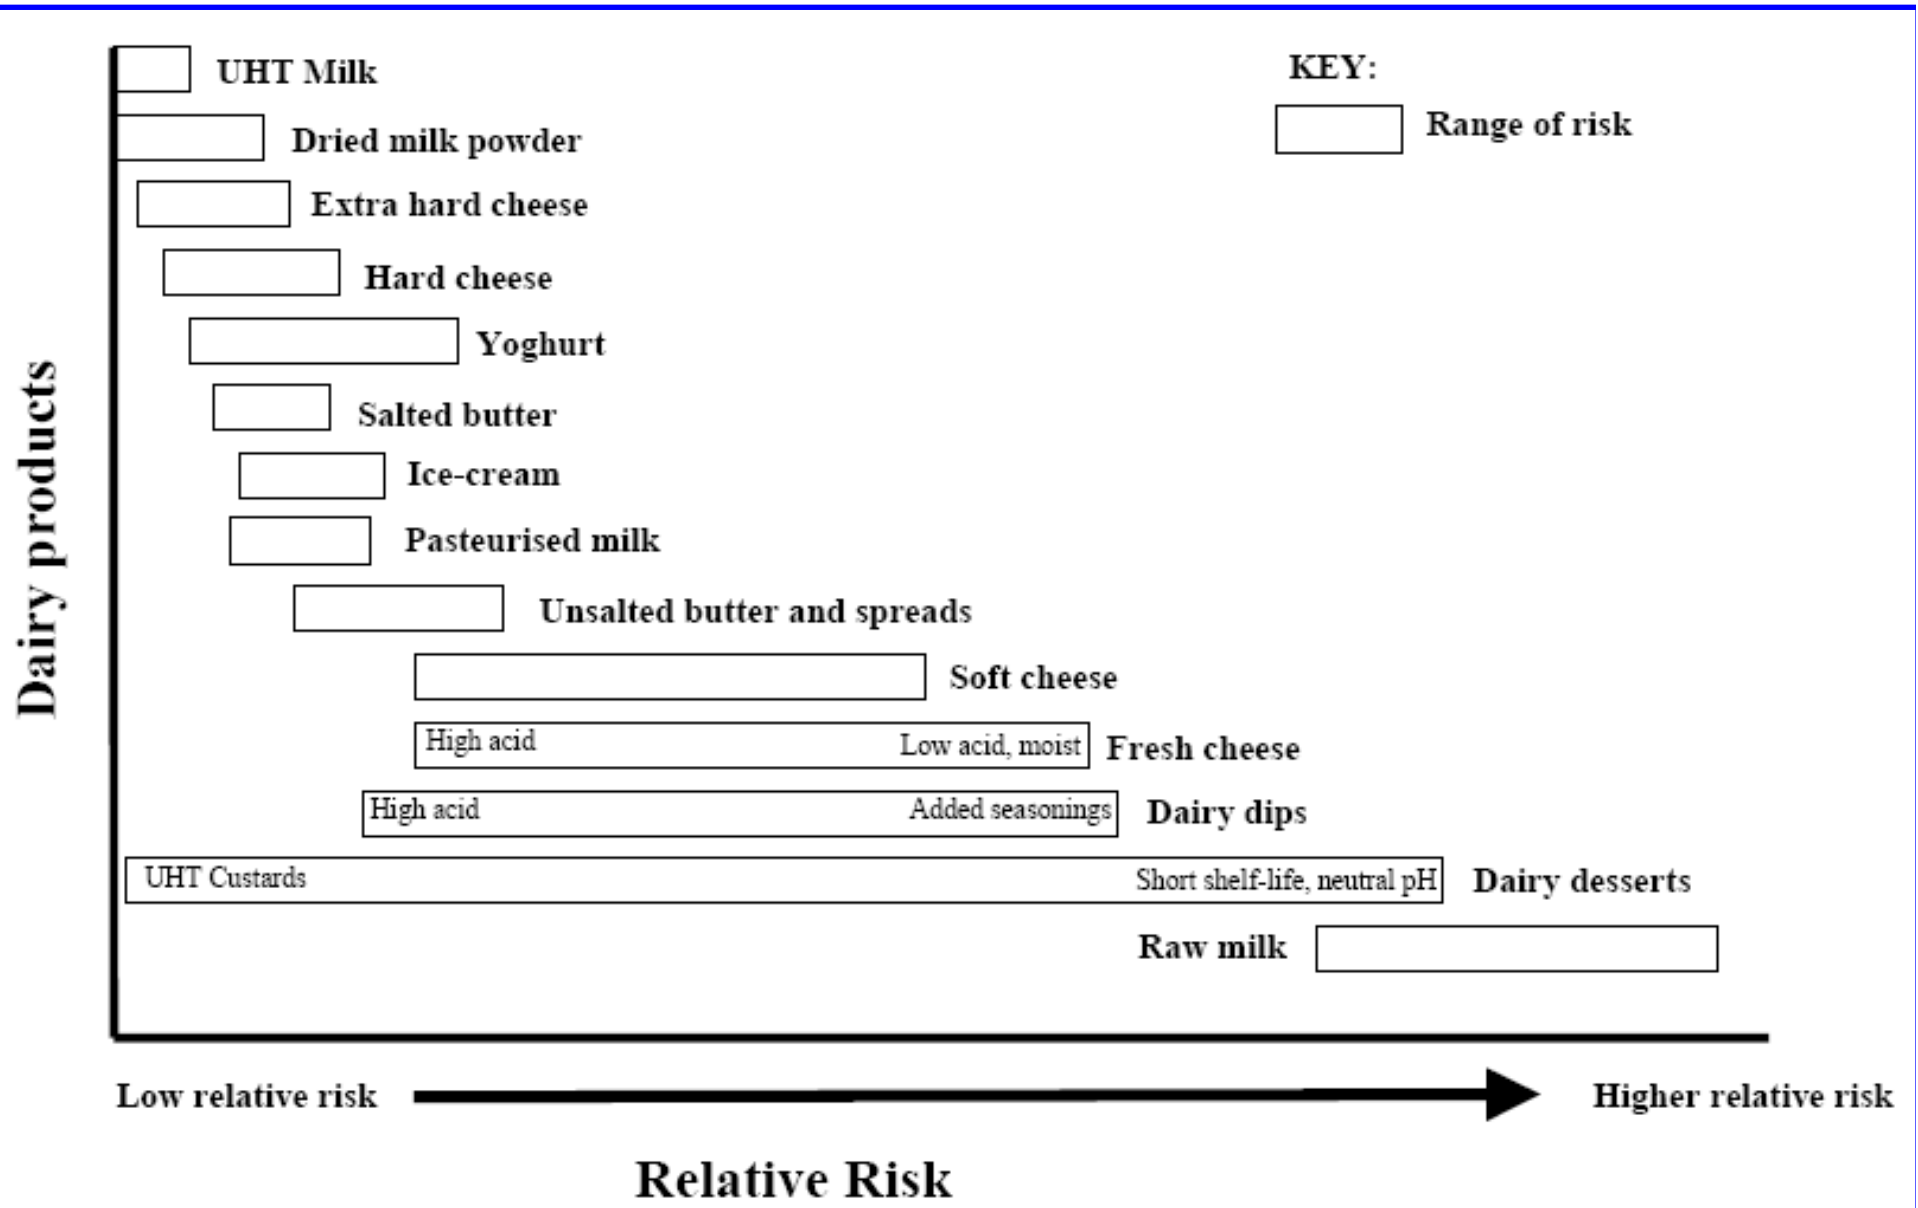 UHT Milk
KEY:
Range of risk
Dried milk powder
Extra hard cheese
Hard cheese
Yoghurt
Salted butter
Ice-cream
Pasteurised milk
Unsalted butter and spreads
Soft cheese
High acid Low acid, moist Fresh cheese
High acid Added seasonings Dairy dips
UHT Custards Short shelf-life, neutral pH Dairy desserts
Raw milk
Dairy products
Low relative risk Higher relative risk
Relative Risk